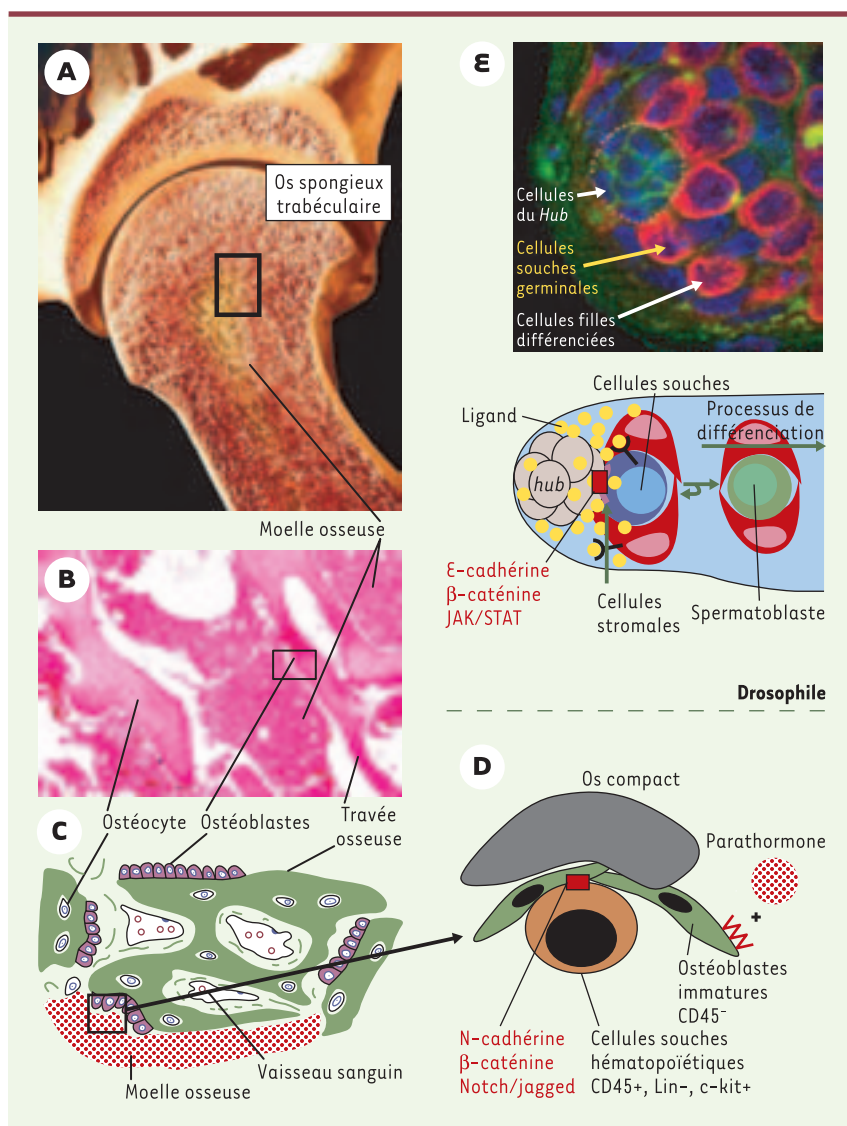 A
Os spongieux
trabéculaire
Moelle osseuse
B
C
Ostéocyte
Ostéoblastes
Travée
osseuse
Vaisseau sanguin
Moelle osseuse
E
Cellules
du Hub
Cellules
souches
germinales
Cellules filles
différenciées
Cellules souches
Ligand
Processus de
différenciation
hub
E-cadhérine
β-caténine
JAK/STAT
Cellules
stromales
Spermatoblaste
Drosophile
D
Os compact
Parathormone
+
Ostéoblastes
immatures
CD45⁻
N-cadhérine
β-caténine
Notch/jagged
Cellules souches
hématopoïétiques
CD45+, Lin-, c-kit+